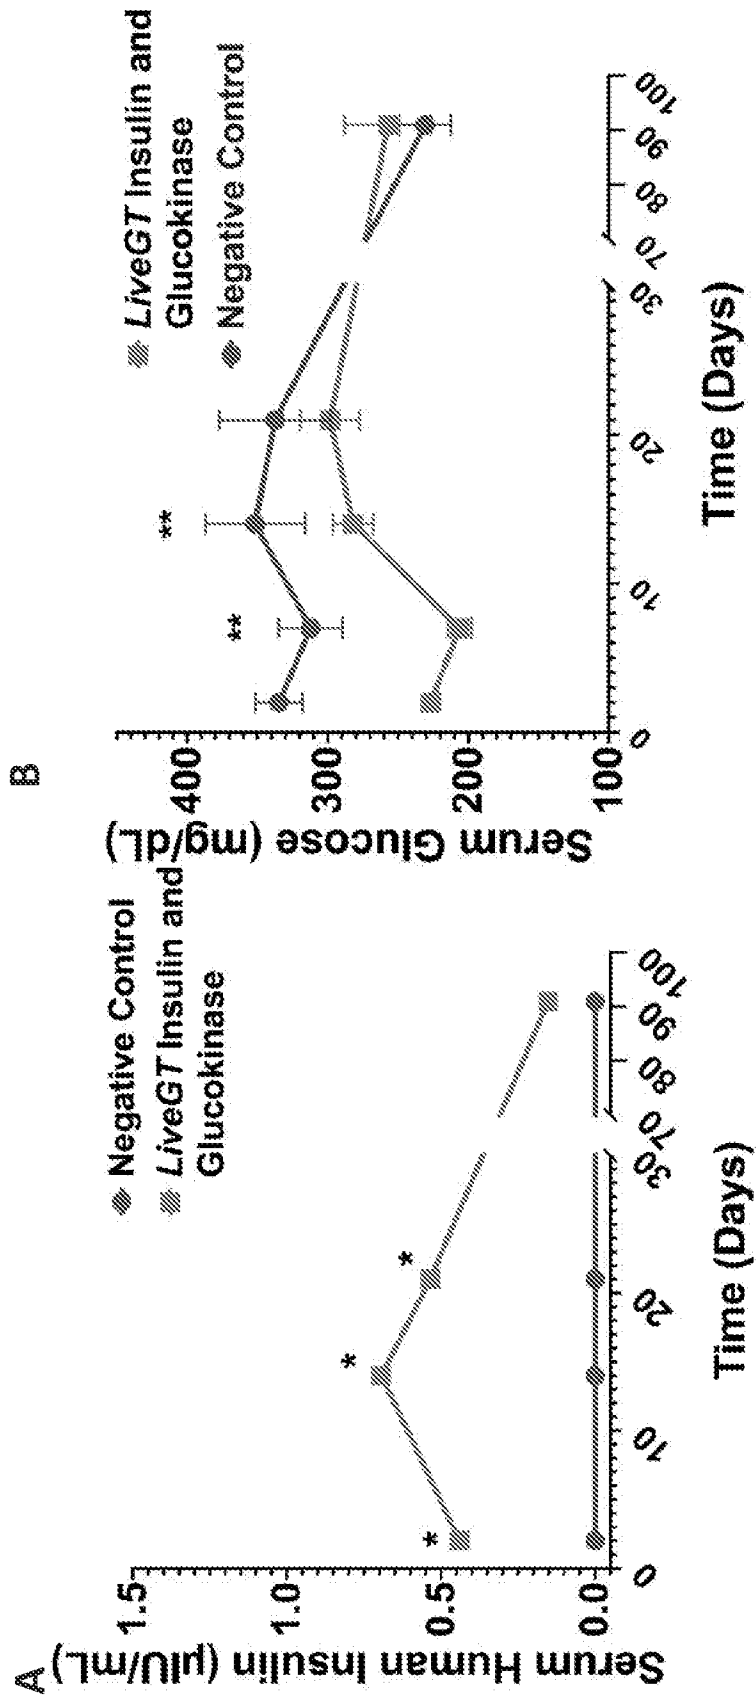 A
Serum Human Insulin (µIU/mL)
1.5
1.0
0.5
0.0
Negative Control
LiveGT Insulin and
Glucokinase
*
*
*
0
10
20
30
70
80
90
100
Time (Days)
B
Serum Glucose (mg/dL)
400
300
200
100
LiveGT Insulin and
Glucokinase
Negative Control
**
**
0
10
20
30
70
80
90
100
Time (Days)